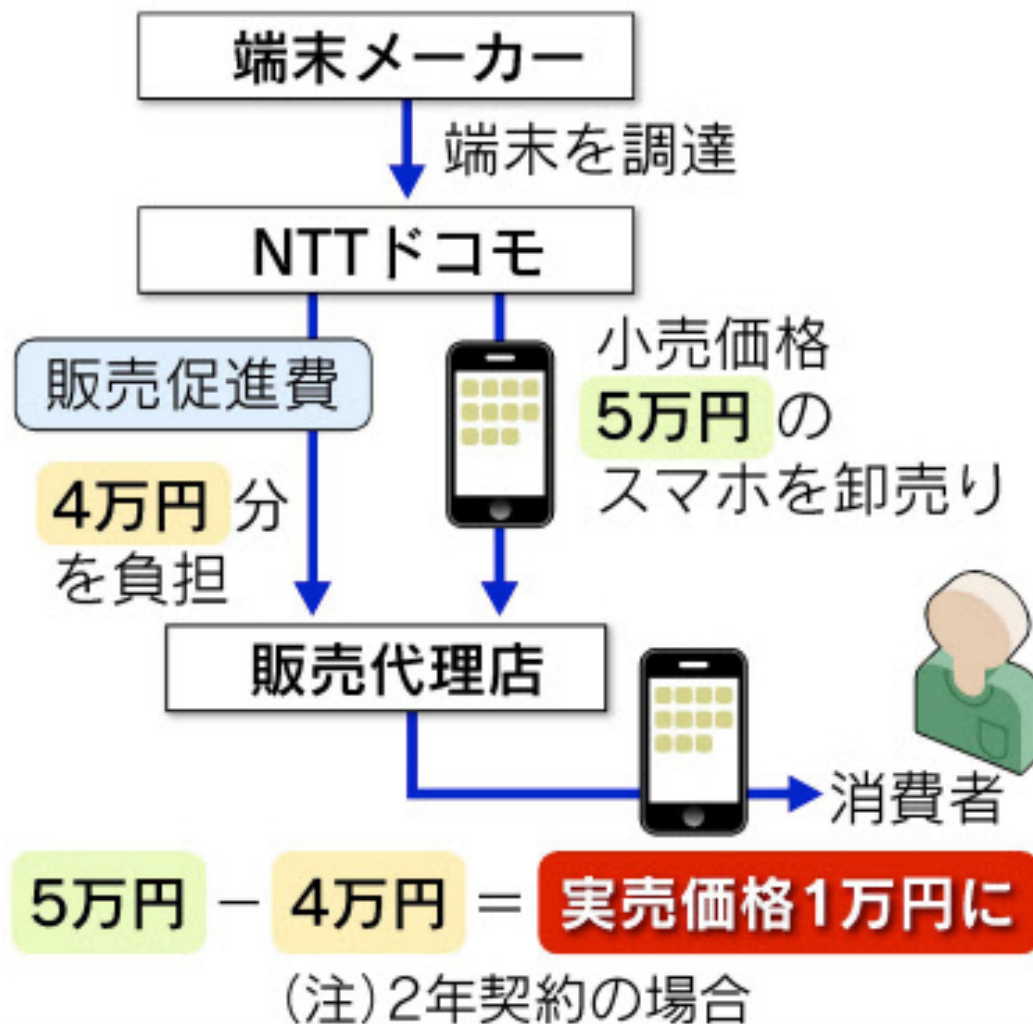 端末メーカー
端末を調達
NTTドコモ
販売促進費
4万円分
を負担
小売価格
5万円の
スマホを卸売り
販売代理店
消費者
5万円－4万円＝実売価格1万円に
（注）2年契約の場合